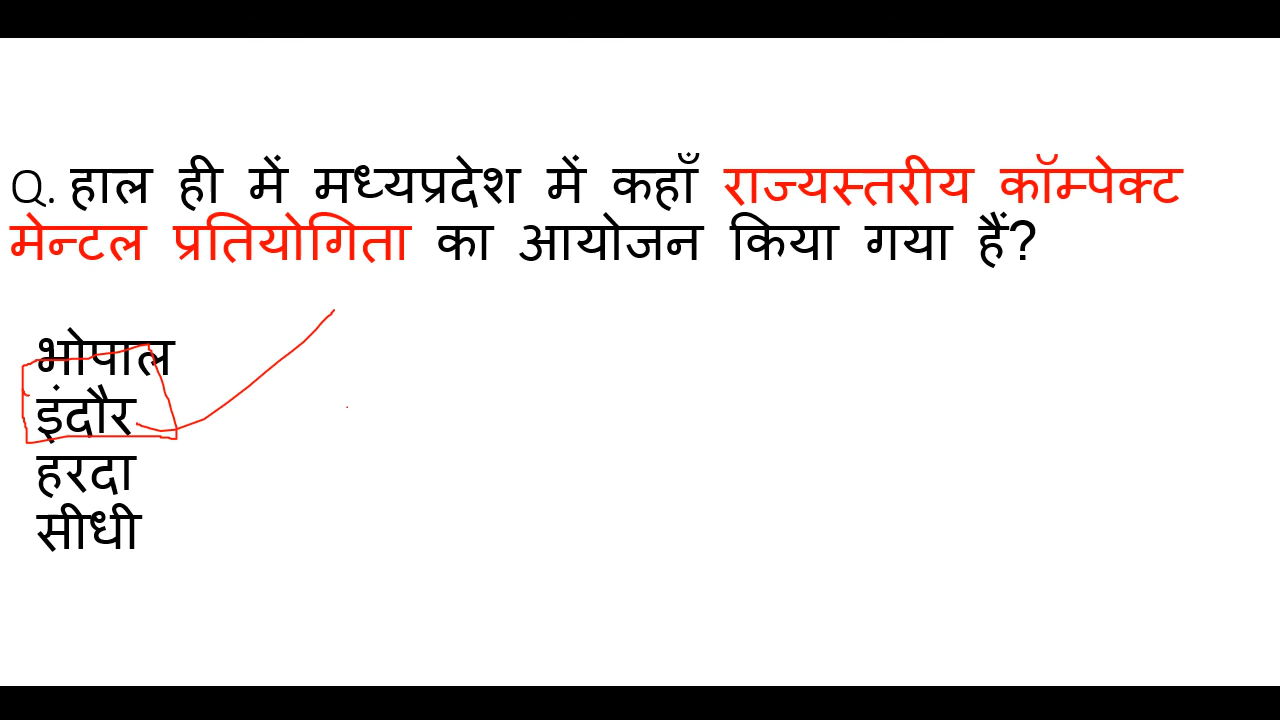 Q. हाल ही में मध्यप्रदेश में कहाँ राज्यस्तरीय कॉम्पेक्ट
मेन्टल प्रतियोगिता का आयोजन किया गया हैं?
भोपाल
इंदौर
हरदा
सीधी